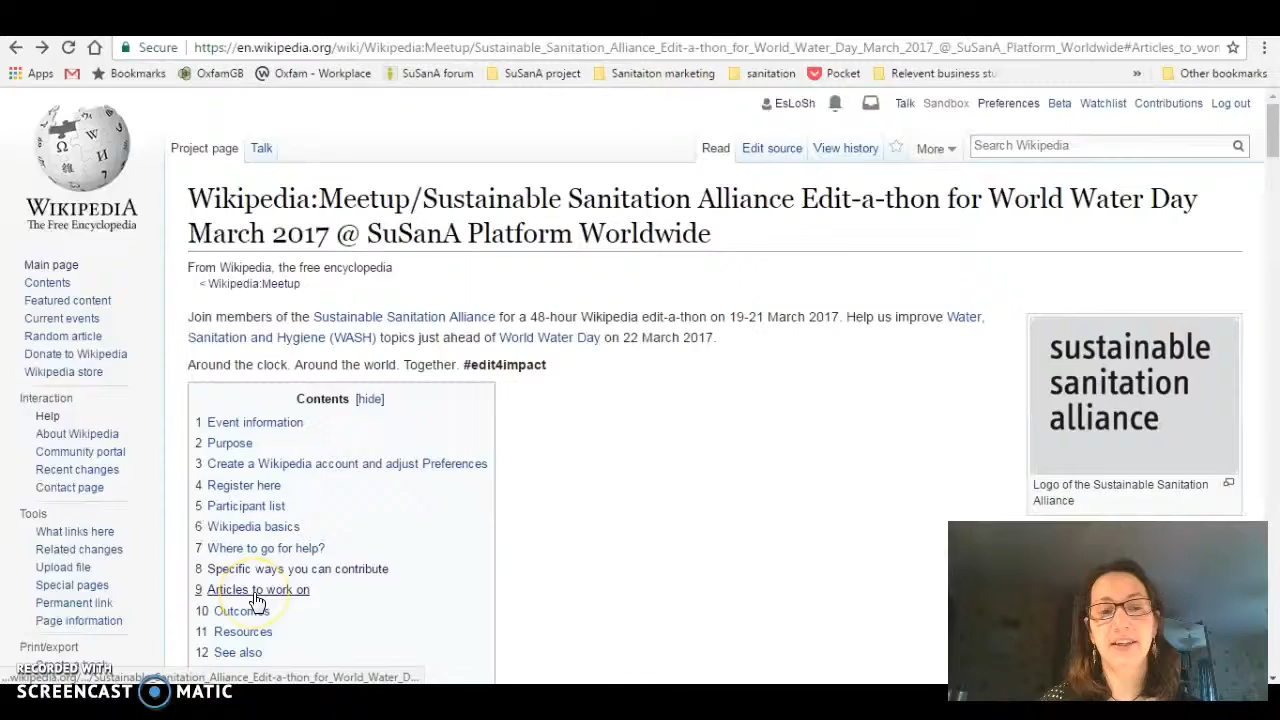 Secure https://en.wikipedia.org/wiki/Wikipedia:Meetup/Sustainable_Sanitation_Alliance_Edit-a-thon_for_World_Water_Day_March_2017_@_SuSanA_Platform_Worldwide#Articles_to_wor
Apps Bookmarks OxfamGB Oxfam - Workplace SuSanA forum SuSanA project Sanitaiton marketing sanitation Pocket Relevent business stu » Other bookmarks
EsLoSh Talk Sandbox Preferences Beta Watchlist Contributions Log out
Project page Talk Read Edit source View history More Search Wikipedia
WIKIPEDIA
The Free Encyclopedia
Main page
Contents
Featured content
Current events
Random article
Donate to Wikipedia
Wikipedia store
Interaction
Help
About Wikipedia
Community portal
Recent changes
Contact page
Tools
What links here
Related changes
Upload file
Special pages
Permanent link
Page information
Print/export
Wikipedia:Meetup/Sustainable Sanitation Alliance Edit-a-thon for World Water Day
March 2017 @ SuSanA Platform Worldwide
From Wikipedia, the free encyclopedia
< Wikipedia:Meetup
Join members of the Sustainable Sanitation Alliance for a 48-hour Wikipedia edit-a-thon on 19-21 March 2017. Help us improve Water,
Sanitation and Hygiene (WASH) topics just ahead of World Water Day on 22 March 2017.
Around the clock. Around the world. Together. #edit4impact
Contents [hide]
1 Event information
2 Purpose
3 Create a Wikipedia account and adjust Preferences
4 Register here
5 Participant list
6 Wikipedia basics
7 Where to go for help?
8 Specific ways you can contribute
9 Articles to work on
10 Outcomes
11 Resources
12 See also
sustainable
sanitation
alliance
Logo of the Sustainable Sanitation
Alliance
...wikipedia.org/.../Sustainable_Sanitation_Alliance_Edit-a-thon_for_World_Water_D...
RECORDED WITH
SCREENCAST MATIC